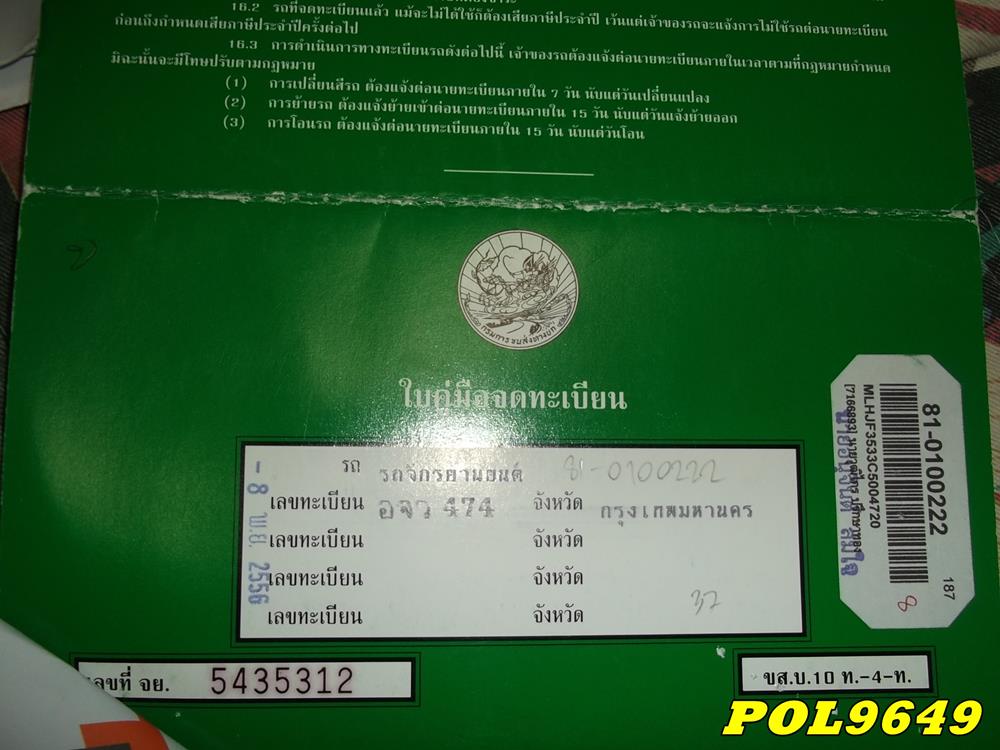 16.2 รถที่จดทะเบียนแล้ว แม้จะไม่ได้ใช้ก็ต้องเสียภาษีประจำปี เว้นแต่เจ้าของรถจะแจ้งการไม่ใช้รถต่อนายทะเบียน
ก่อนถึงกำหนดเสียภาษีประจำปีครั้งต่อไป
16.3 การดำเนินการทางทะเบียนรถดังต่อไปนี้ เจ้าของรถต้องแจ้งต่อนายทะเบียนภายในเวลาตามที่กฎหมายกำหนด
มิฉะนั้นจะมีโทษปรับตามกฎหมาย
(1) การเปลี่ยนสีรถ ต้องแจ้งต่อนายทะเบียนภายใน 7 วัน นับแต่วันเปลี่ยนแปลง
(2) การย้ายรถ ต้องแจ้งย้ายเข้าต่อนายทะเบียนภายใน 15 วัน นับแต่วันแจ้งย้ายออก
(3) การโอนรถ ต้องแจ้งต่อนายทะเบียนภายใน 15 วัน นับแต่วันโอน
กรมการขนส่งทางบก
ใบคู่มือจดทะเบียน
รถ รถจักรยานยนต์ 81-0100222
เลขทะเบียน อจว 474 จังหวัด กรุงเทพมหานคร
เลขทะเบียน จังหวัด
เลขทะเบียน จังหวัด
เลขทะเบียน จังหวัด 37
- 8 พ.ย. 2556
81-0100222
MLHJF3533C5004720
187
8
เลขที่ จย. 5435312
ขส.บ.10 ท.-4-ท.
POL9649